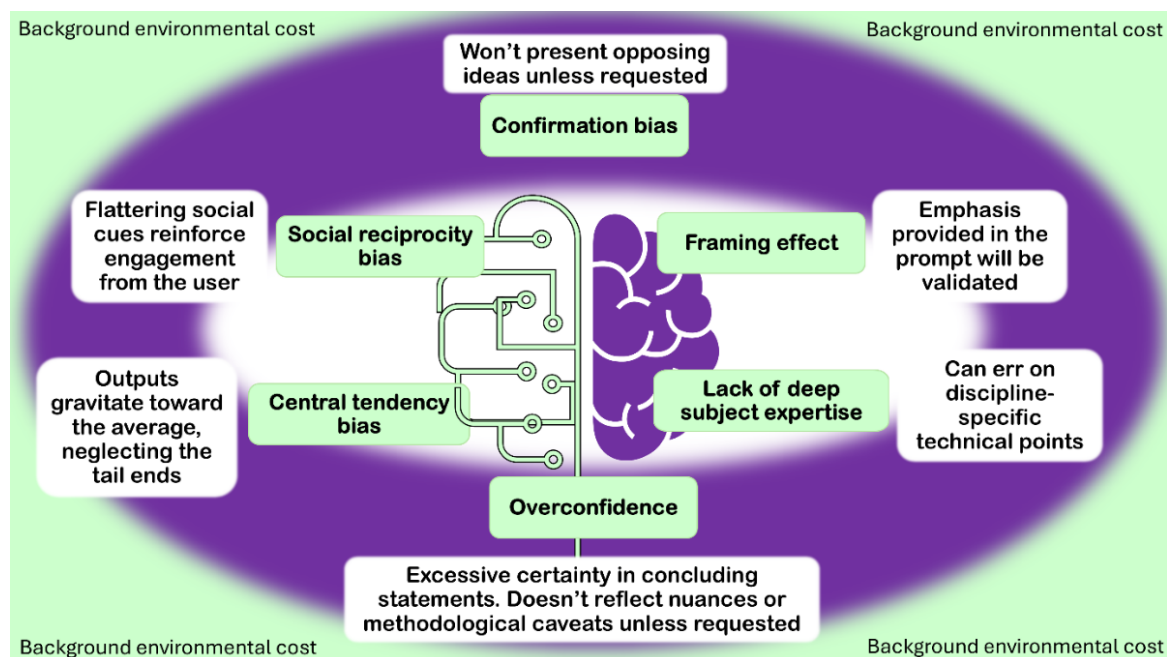 Background environmental cost
Background environmental cost
Won’t present opposing
ideas unless requested
Confirmation bias
Flattering social
cues reinforce
engagement
from the user
Social reciprocity
bias
Framing effect
Emphasis
provided in the
prompt will be
validated
Outputs
gravitate toward
the average,
neglecting the
tail ends
Central tendency
bias
Lack of deep
subject expertise
Can err on
discipline-
specific
technical points
Overconfidence
Excessive certainty in concluding
statements. Doesn’t reflect nuances or
methodological caveats unless requested
Background environmental cost
Background environmental cost